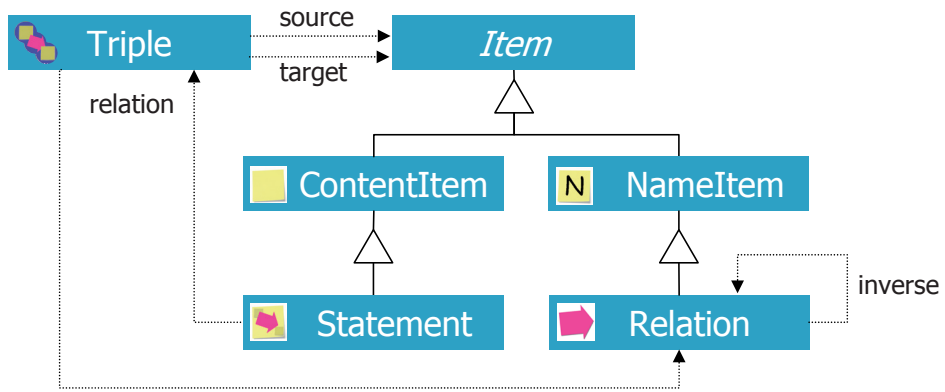 source
Triple
Item
target
relation
ContentItem
N NameItem
inverse
Statement
Relation